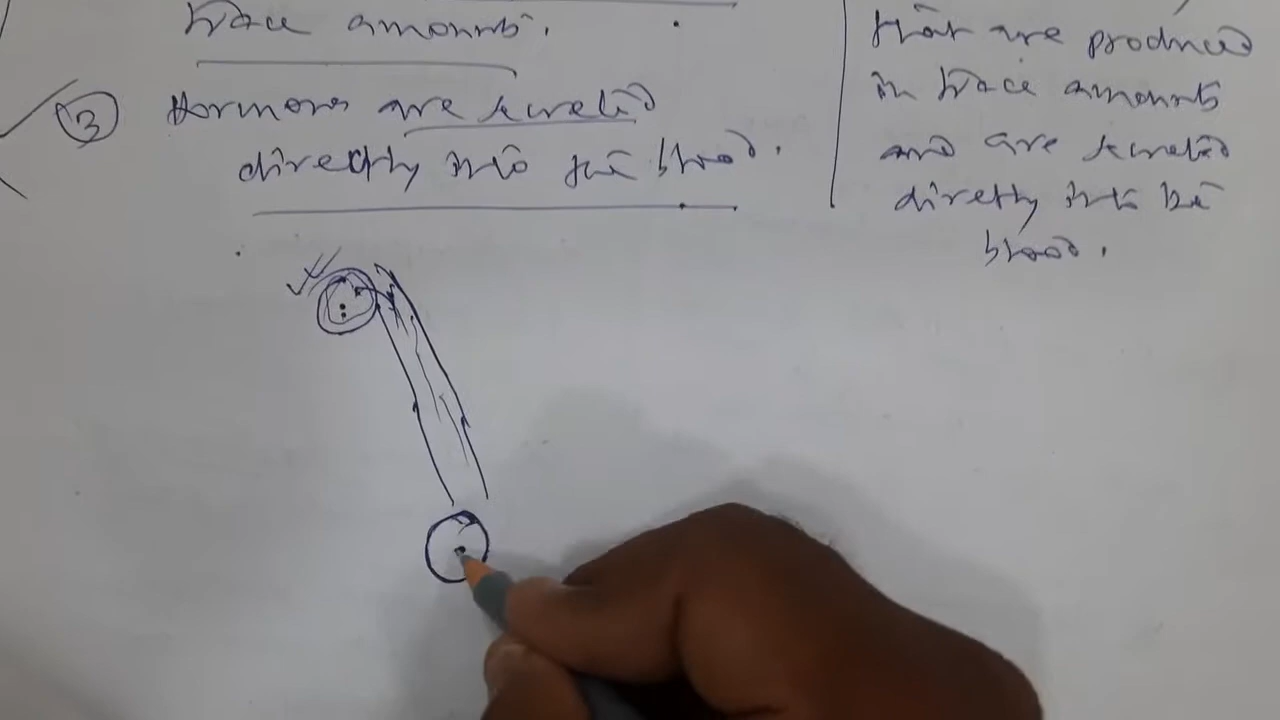 trace amounts.
③ Hormones are secreted
directly into the blood.
that are produced
in trace amounts
and are secreted
directly into the
blood.